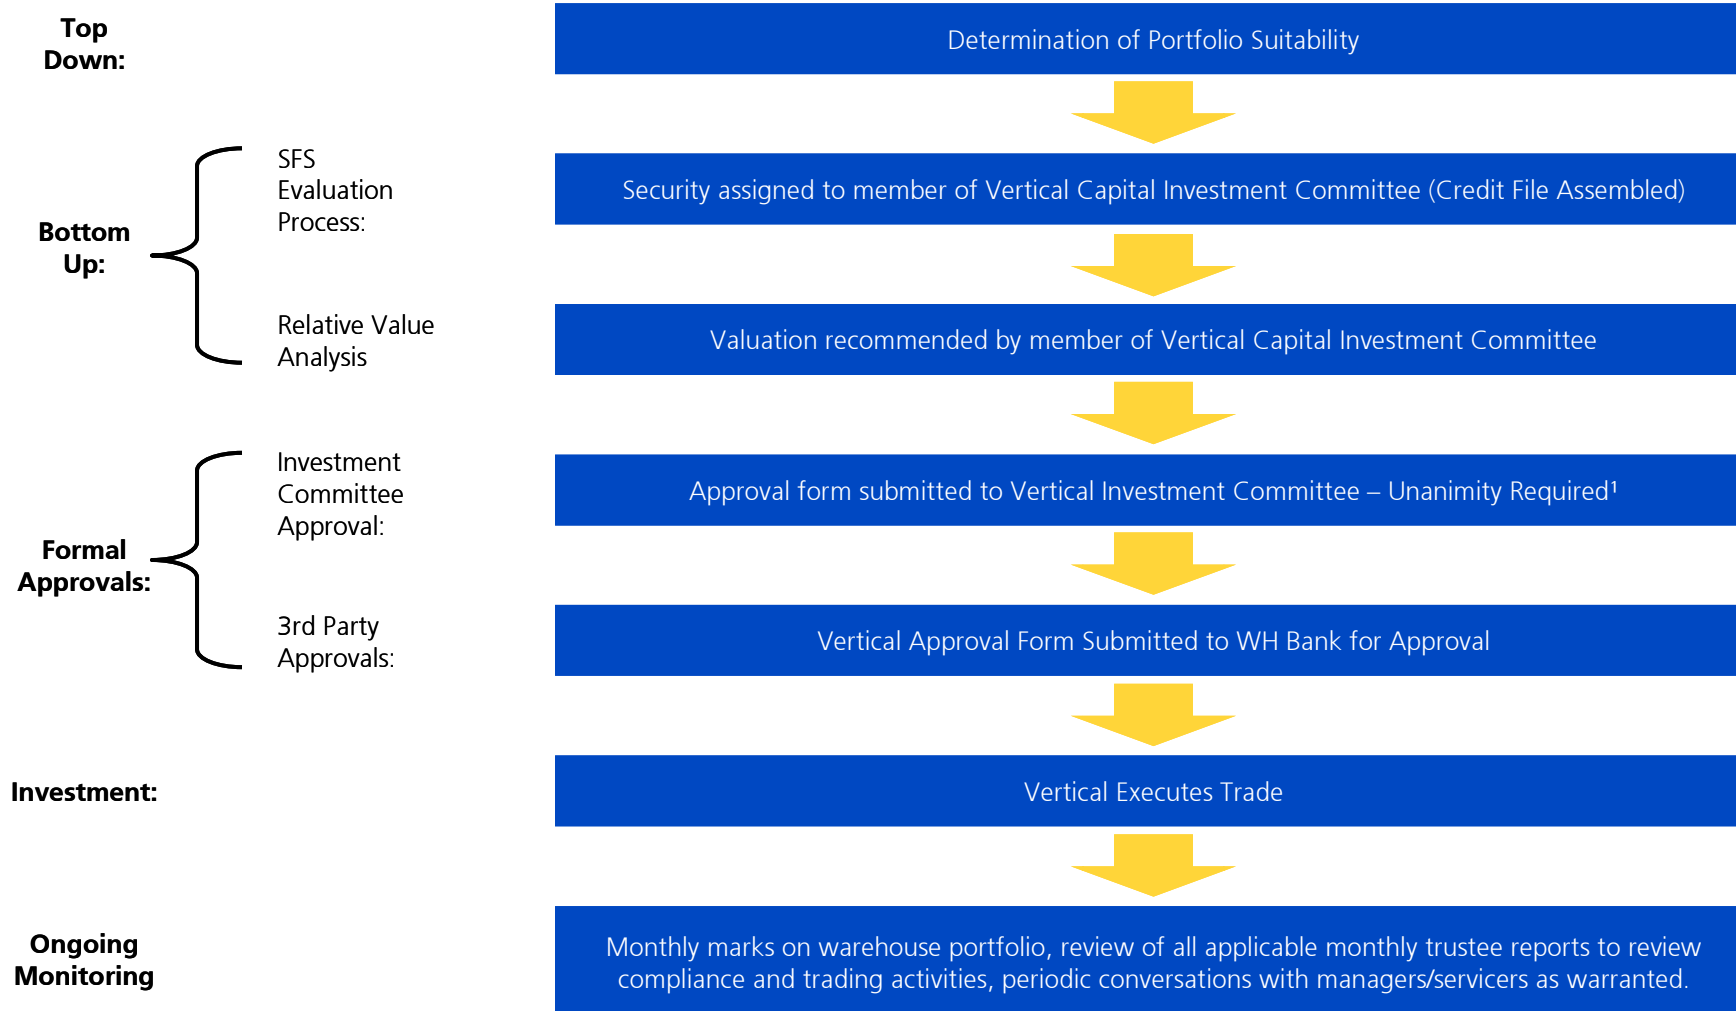 Top
Down:
Determination of Portfolio Suitability
SFS
Evaluation
Process:
Security assigned to member of Vertical Capital Investment Committee (Credit File Assembled)
Bottom
Up:
Relative Value
Analysis
Valuation recommended by member of Vertical Capital Investment Committee
Investment
Committee
Approval:
Approval form submitted to Vertical Investment Committee – Unanimity Required¹
Formal
Approvals:
3rd Party
Approvals:
Vertical Approval Form Submitted to WH Bank for Approval
Investment:
Vertical Executes Trade
Ongoing
Monitoring
Monthly marks on warehouse portfolio, review of all applicable monthly trustee reports to review
compliance and trading activities, periodic conversations with managers/servicers as warranted.